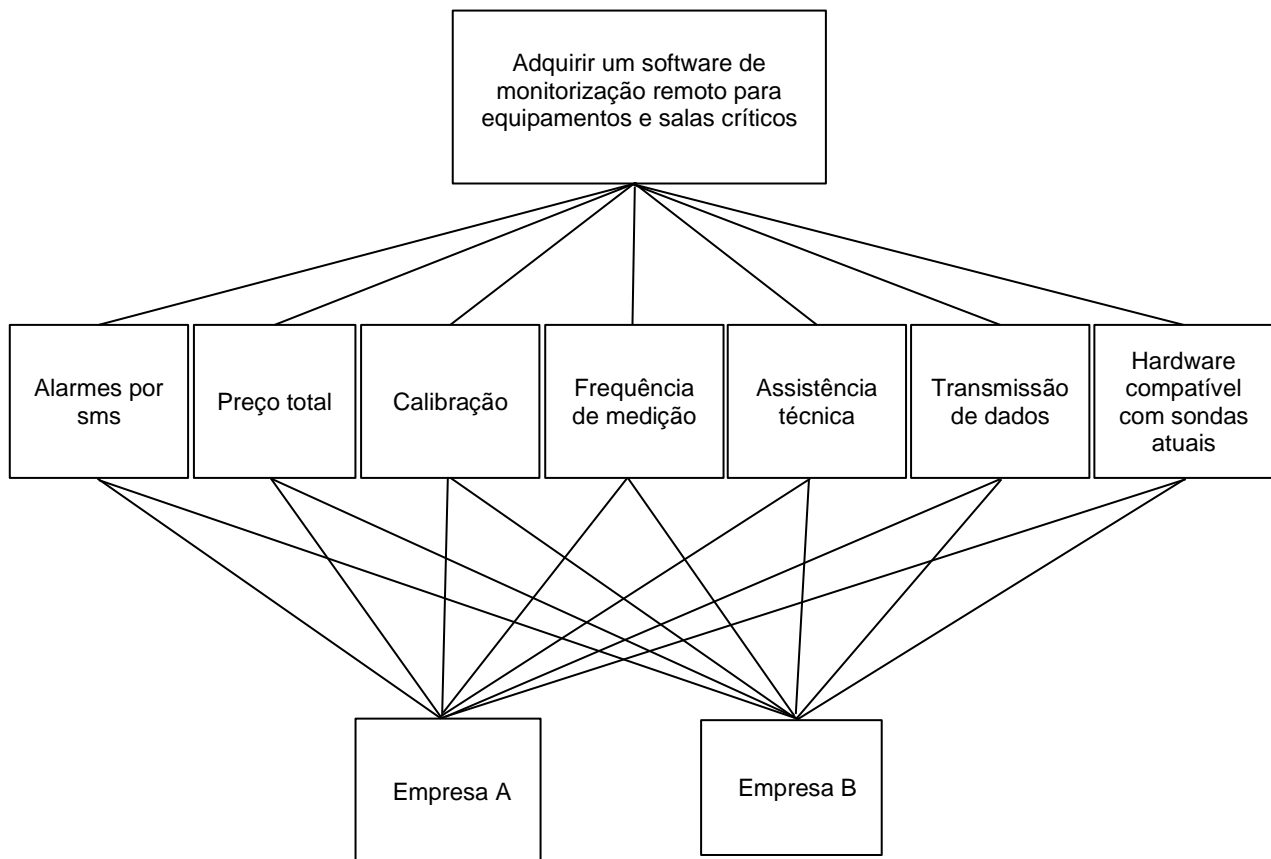 Adquirir um software de
monitorização remoto para
equipamentos e salas críticos
Alarmes por
sms
Preço total
Calibração
Frequência
de medição
Assistência
técnica
Transmissão
de dados
Hardware
compatível
com sondas
atuais
Empresa A
Empresa B